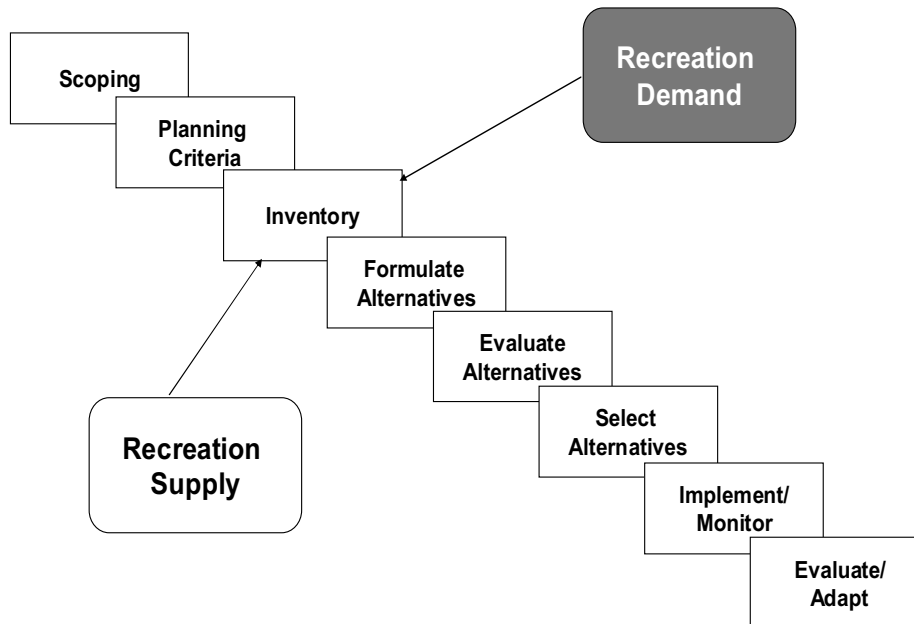 Scoping
Recreation
Demand
Planning
Criteria
Inventory
Formulate
Alternatives
Evaluate
Alternatives
Select
Alternatives
Recreation
Supply
Implement/
Monitor
Evaluate/
Adapt